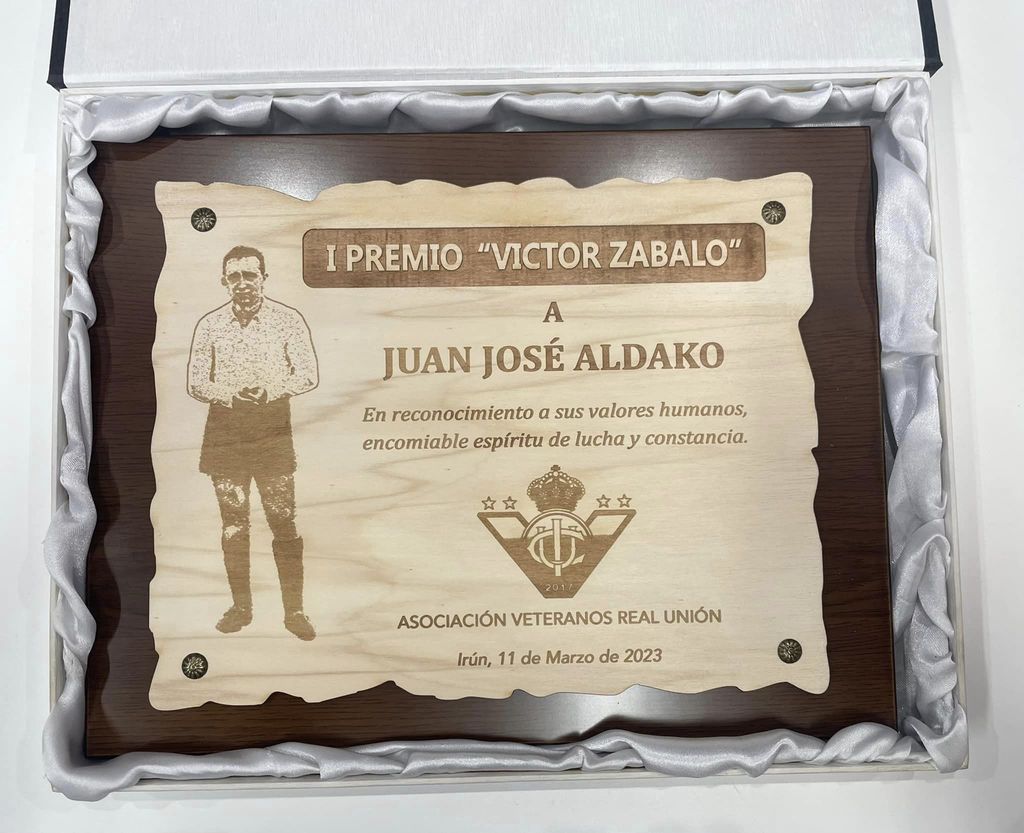 I PREMIO “VICTOR ZABALO”
A
JUAN JOSÉ ALDAKO
En reconocimiento a sus valores humanos,
encomiable espíritu de lucha y constancia.
2017
ASOCIACIÓN VETERANOS REAL UNIÓN
Irún, 11 de Marzo de 2023